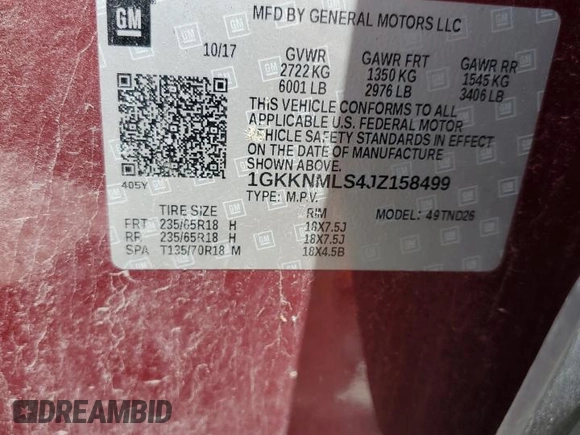 GM
MFD BY GENERAL MOTORS LLC
10/17
GVWR
2722 KG
6001 LB
GAWR FRT
1350 KG
2976 LB
GAWR RR
1545 KG
3406 LB
THIS VEHICLE CONFORMS TO ALL
APPLICABLE U.S. FEDERAL MOTOR
VEHICLE SAFETY STANDARDS IN EFFECT
ON THE DATE OF MANUFACTURE
SHOWN ABOVE.
405Y
1GKKNMLS4JZ158499
TYPE: M.P.V.
MODEL: 49TND26
TIRE SIZE RIM
FRT 235/65R18 H 18X7.5J
RR 235/65R18 H 18X7.5J
SPA T135/70R18 M 18X4.5B
DREAMBID